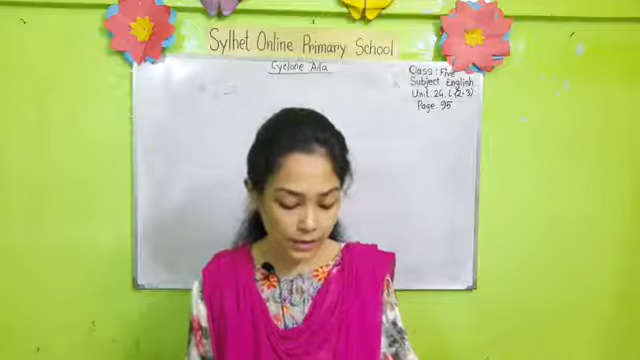 Sylhet Online Primary School
Cyclone Aila
Class: Five
Subject: English
Unit: 24, L(2-3)
Page: 95